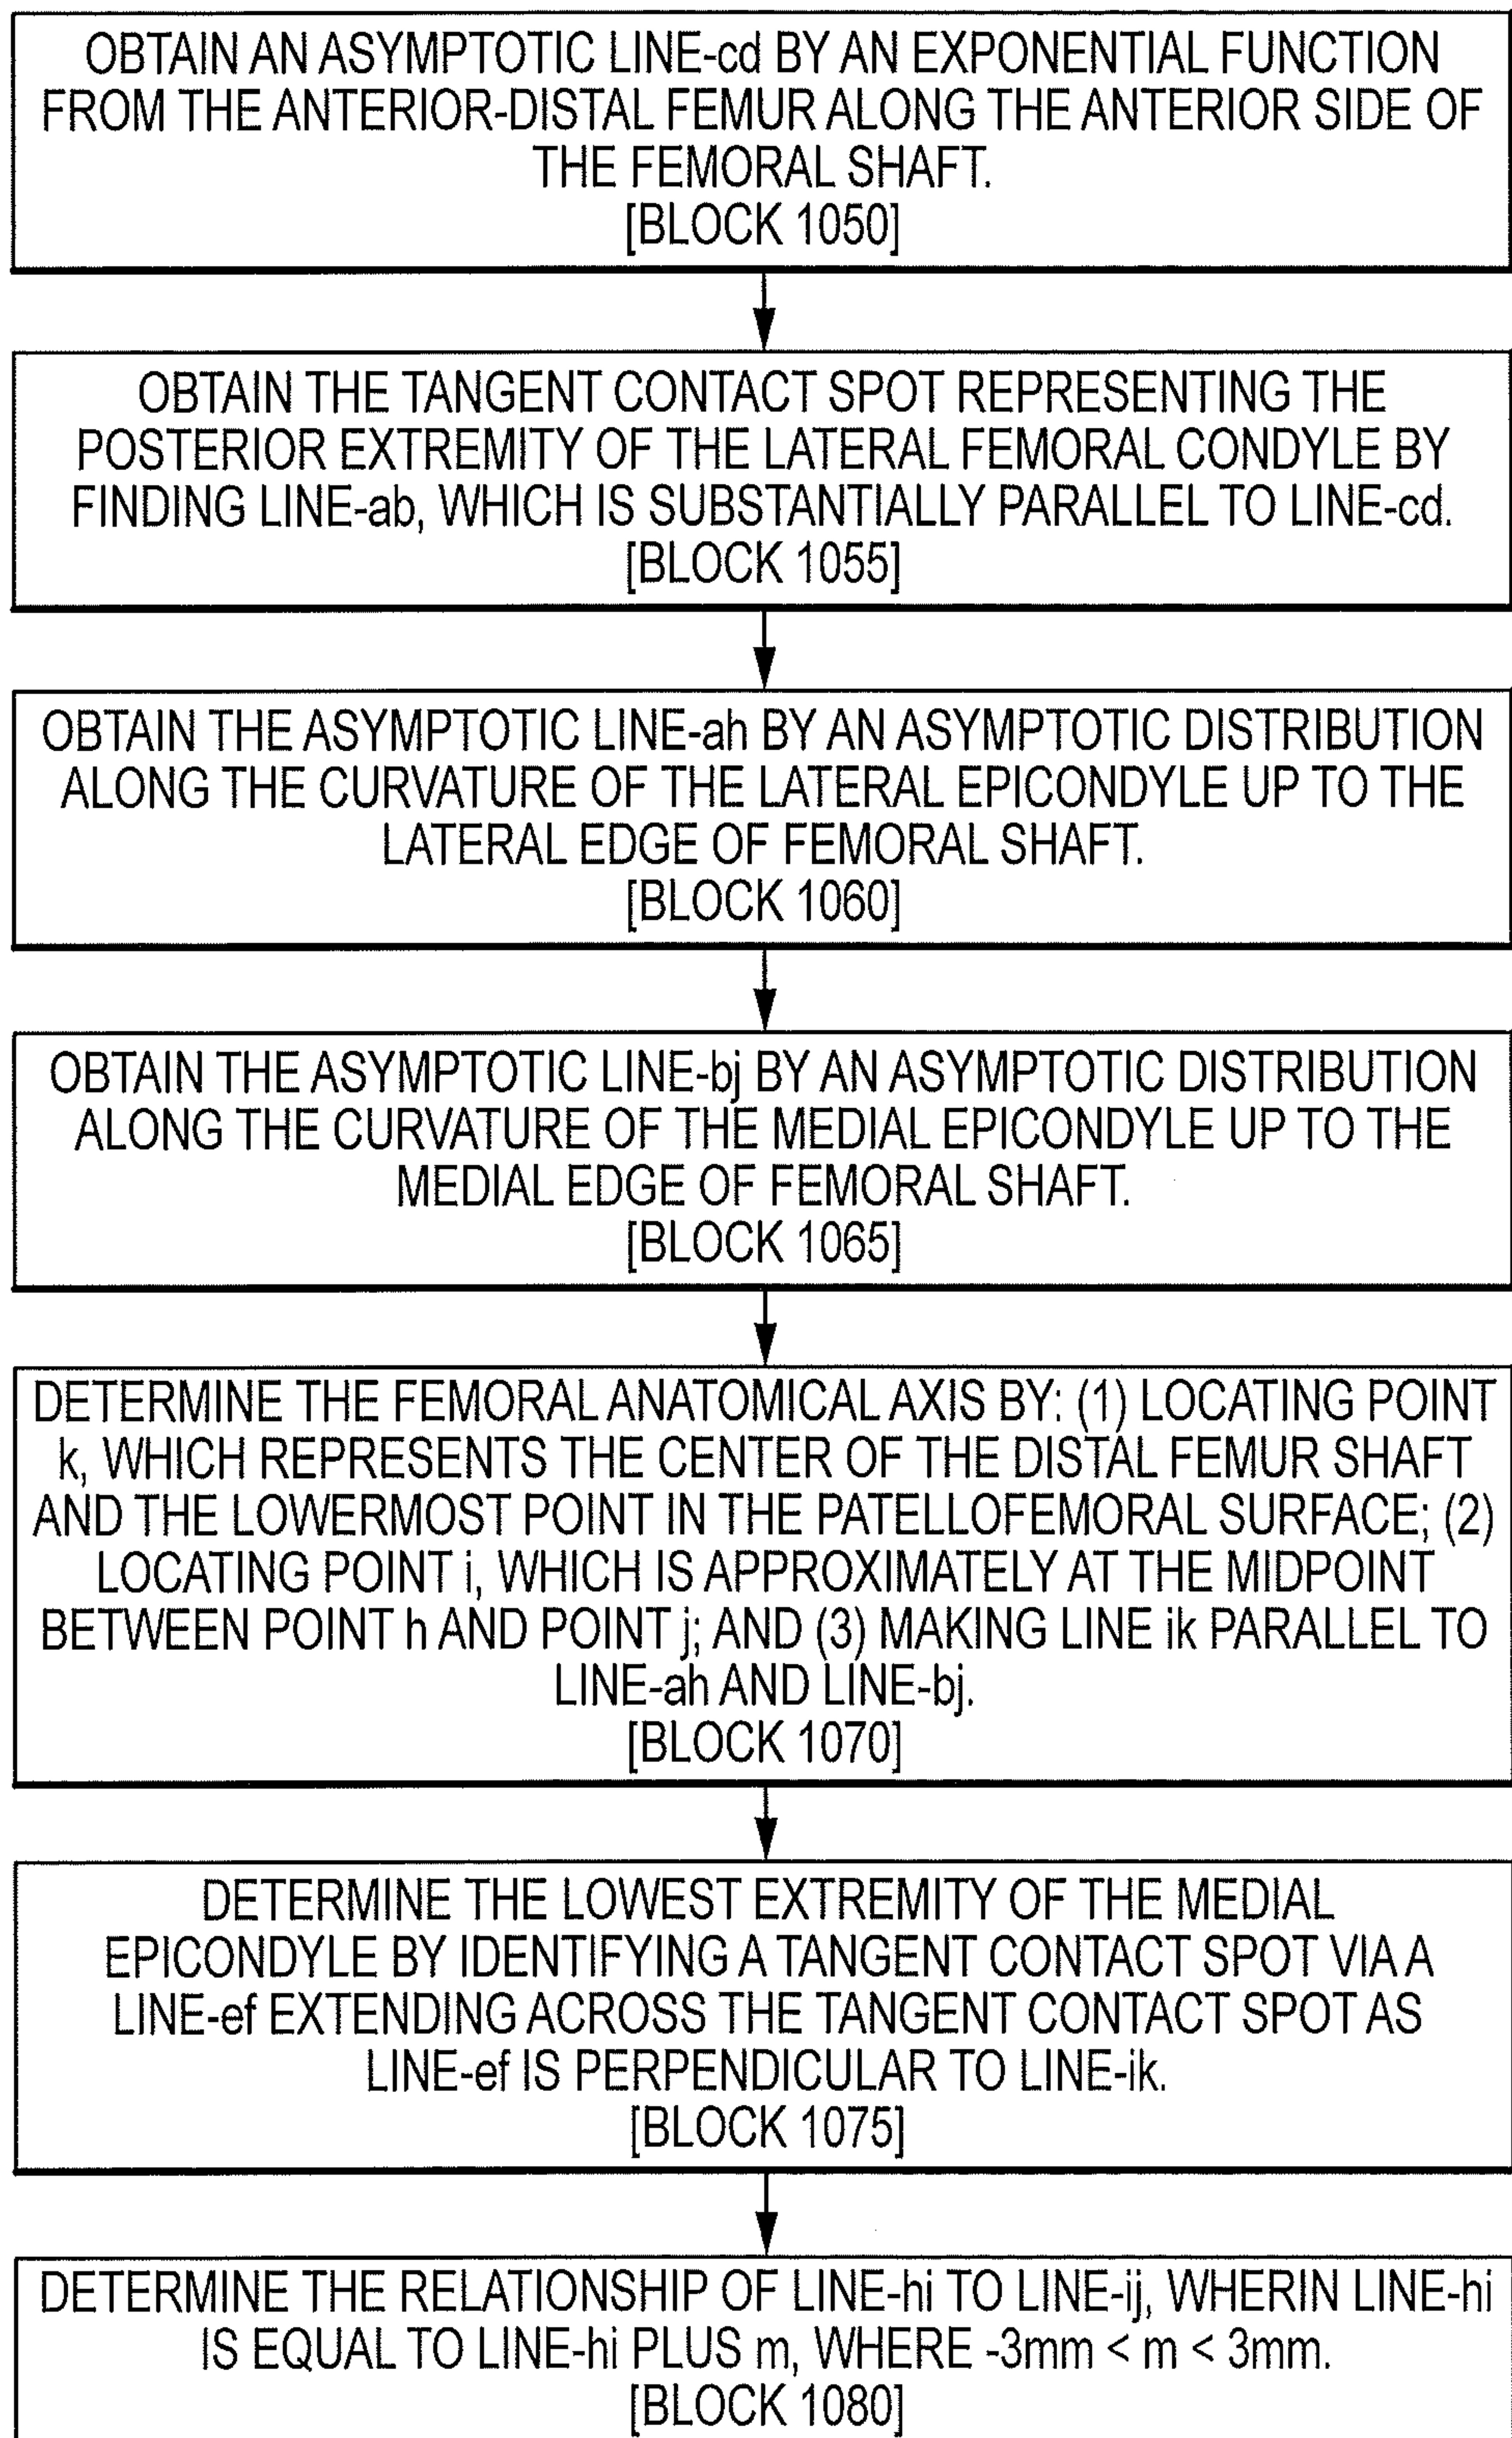 OBTAIN AN ASYMPTOTIC LINE-cd BY AN EXPONENTIAL FUNCTION
FROM THE ANTERIOR-DISTAL FEMUR ALONG THE ANTERIOR SIDE OF
THE FEMORAL SHAFT.
[BLOCK 1050]
OBTAIN THE TANGENT CONTACT SPOT REPRESENTING THE
POSTERIOR EXTREMITY OF THE LATERAL FEMORAL CONDYLE BY
FINDING LINE-ab, WHICH IS SUBSTANTIALLY PARALLEL TO LINE-cd.
[BLOCK 1055]
OBTAIN THE ASYMPTOTIC LINE-ah BY AN ASYMPTOTIC DISTRIBUTION
ALONG THE CURVATURE OF THE LATERAL EPICONDYLE UP TO THE
LATERAL EDGE OF FEMORAL SHAFT.
[BLOCK 1060]
OBTAIN THE ASYMPTOTIC LINE-bj BY AN ASYMPTOTIC DISTRIBUTION
ALONG THE CURVATURE OF THE MEDIAL EPICONDYLE UP TO THE
MEDIAL EDGE OF FEMORAL SHAFT.
[BLOCK 1065]
DETERMINE THE FEMORAL ANATOMICAL AXIS BY: (1) LOCATING POINT
k, WHICH REPRESENTS THE CENTER OF THE DISTAL FEMUR SHAFT
AND THE LOWERMOST POINT IN THE PATELLOFEMORAL SURFACE; (2)
LOCATING POINT i, WHICH IS APPROXIMATELY AT THE MIDPOINT
BETWEEN POINT h AND POINT j; AND (3) MAKING LINE ik PARALLEL TO
LINE-ah AND LINE-bj.
[BLOCK 1070]
DETERMINE THE LOWEST EXTREMITY OF THE MEDIAL
EPICONDYLE BY IDENTIFYING A TANGENT CONTACT SPOT VIA A
LINE-ef EXTENDING ACROSS THE TANGENT CONTACT SPOT AS
LINE-ef IS PERPENDICULAR TO LINE-ik.
[BLOCK 1075]
DETERMINE THE RELATIONSHIP OF LINE-hi TO LINE-ij, WHERIN LINE-hi
IS EQUAL TO LINE-hi PLUS m, WHERE -3mm < m < 3mm.
[BLOCK 1080]